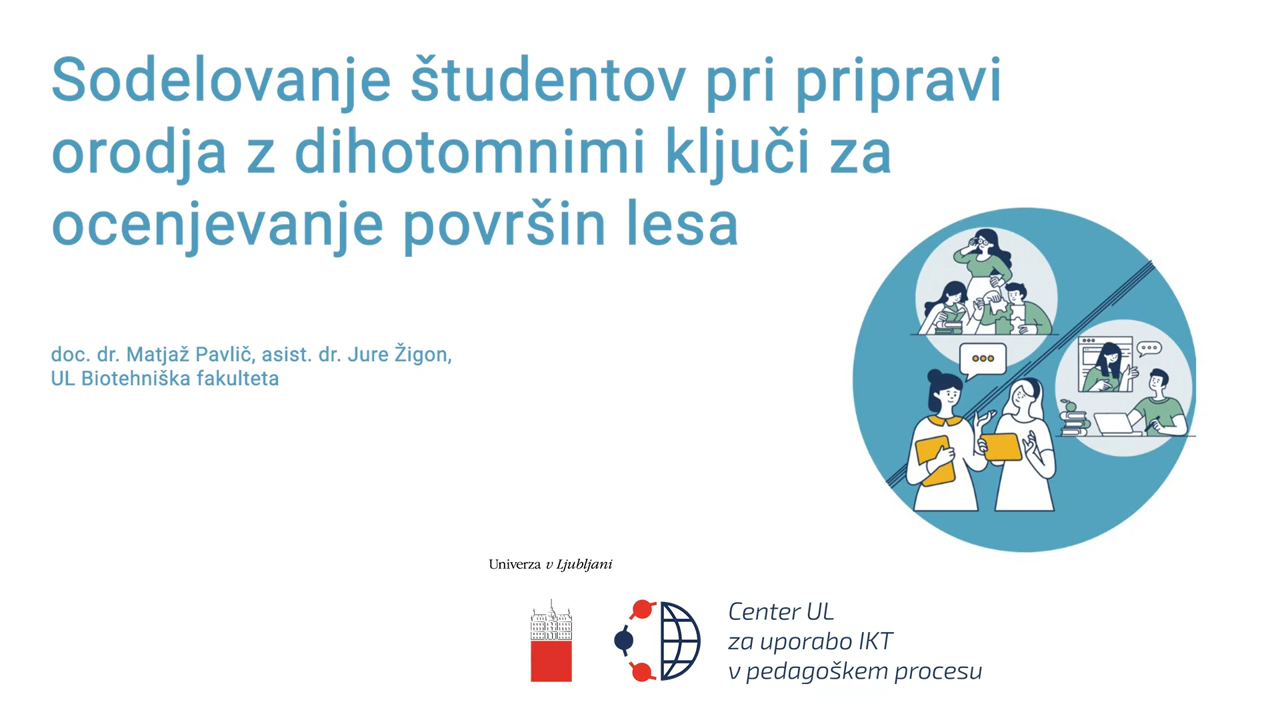 Sodelovanje študentov pri pripravi
orodja z dihotomnimi ključi za
ocenjevanje površin lesa
doc. dr. Matjaž Pavlič, asist. dr. Jure Žigon,
UL Biotehniška fakulteta
Univerza v Ljubljani
Center UL
za uporabo IKT
v pedagoškem procesu